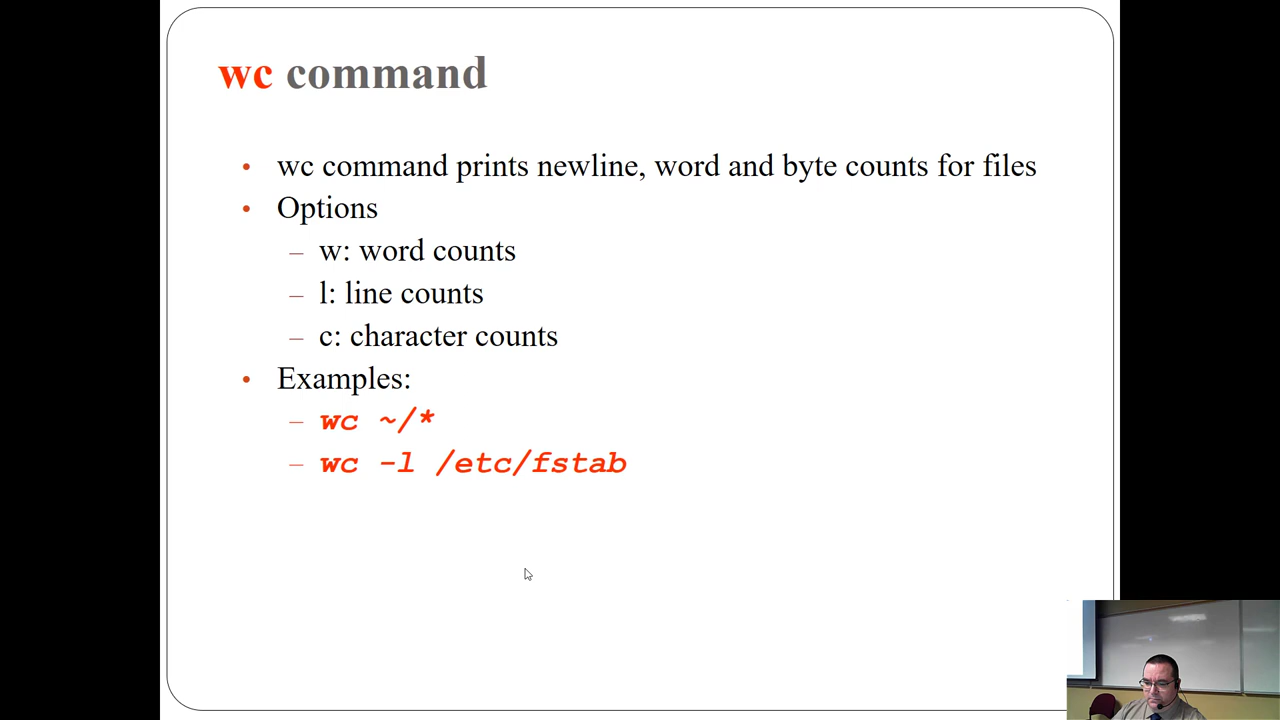 wc command
• wc command prints newline, word and byte counts for files
• Options
– w: word counts
– l: line counts
– c: character counts
• Examples:
– wc ~/*
– wc -l /etc/fstab